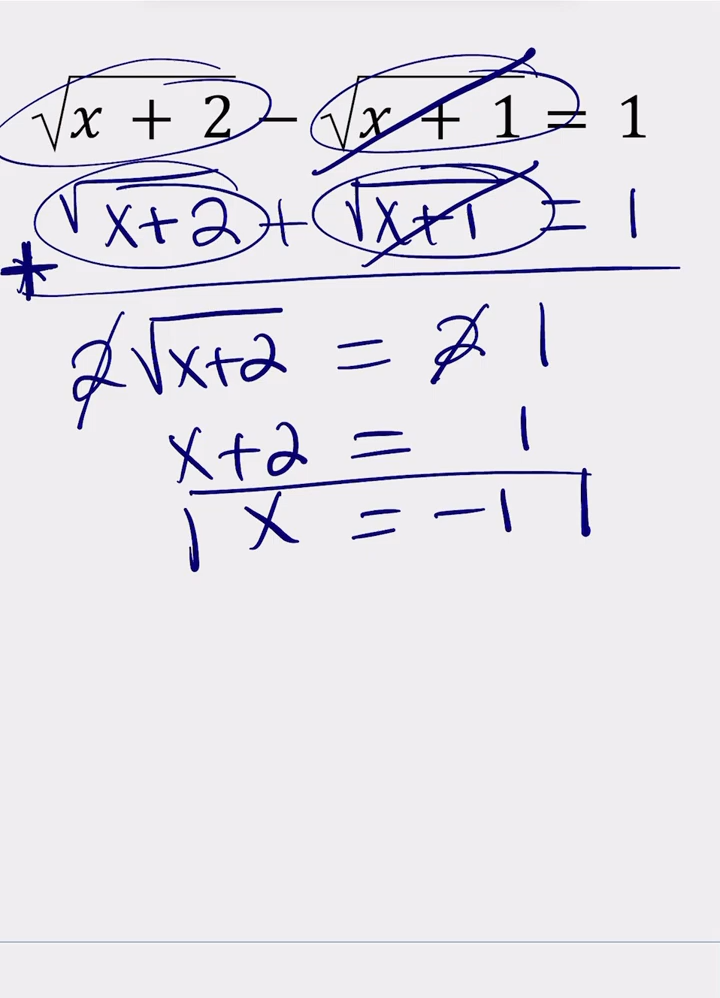 √x + 2 − √x + 1 = 1
√x+2 + √x+1 = 1
*
2√x+2 = 2 1
x+2 = 1
x = -1